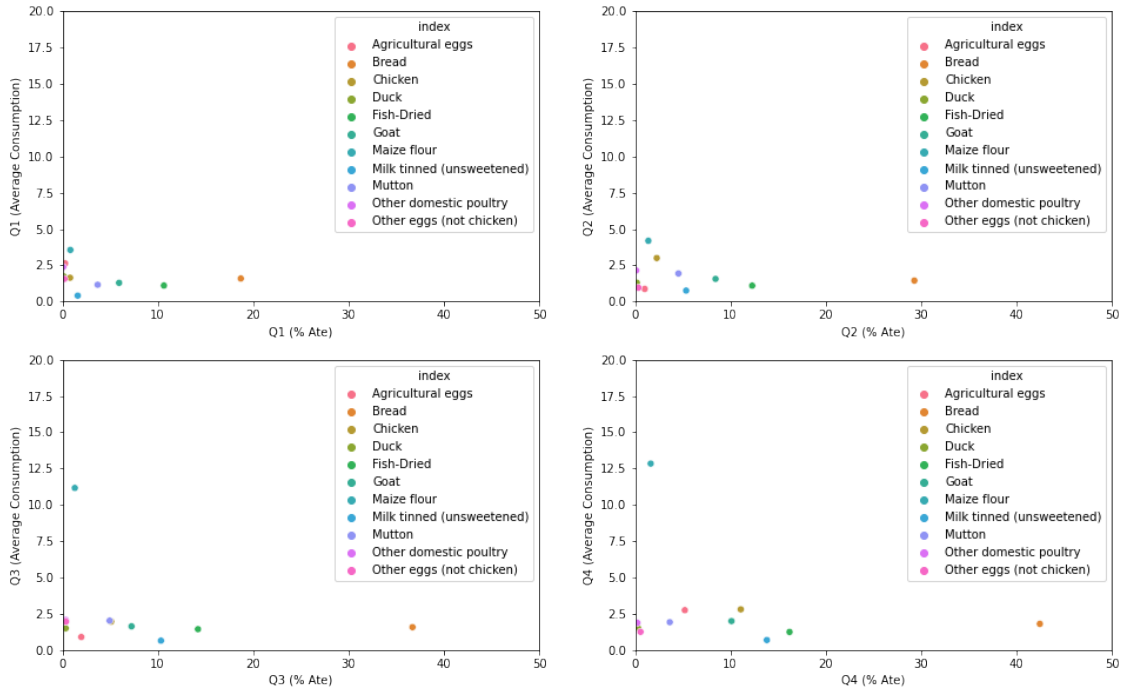 20.0
17.5
15.0
12.5
10.0
7.5
5.0
2.5
0.0
Q1 (Average Consumption)
index
Agricultural eggs
Bread
Chicken
Duck
Fish-Dried
Goat
Maize flour
Milk tinned (unsweetened)
Mutton
Other domestic poultry
Other eggs (not chicken)
0 10 20 30 40 50
Q1 (% Ate)
20.0
17.5
15.0
12.5
10.0
7.5
5.0
2.5
0.0
Q2 (Average Consumption)
index
Agricultural eggs
Bread
Chicken
Duck
Fish-Dried
Goat
Maize flour
Milk tinned (unsweetened)
Mutton
Other domestic poultry
Other eggs (not chicken)
0 10 20 30 40 50
Q2 (% Ate)
20.0
17.5
15.0
12.5
10.0
7.5
5.0
2.5
0.0
Q3 (Average Consumption)
index
Agricultural eggs
Bread
Chicken
Duck
Fish-Dried
Goat
Maize flour
Milk tinned (unsweetened)
Mutton
Other domestic poultry
Other eggs (not chicken)
0 10 20 30 40 50
Q3 (% Ate)
20.0
17.5
15.0
12.5
10.0
7.5
5.0
2.5
0.0
Q4 (Average Consumption)
index
Agricultural eggs
Bread
Chicken
Duck
Fish-Dried
Goat
Maize flour
Milk tinned (unsweetened)
Mutton
Other domestic poultry
Other eggs (not chicken)
0 10 20 30 40 50
Q4 (% Ate)